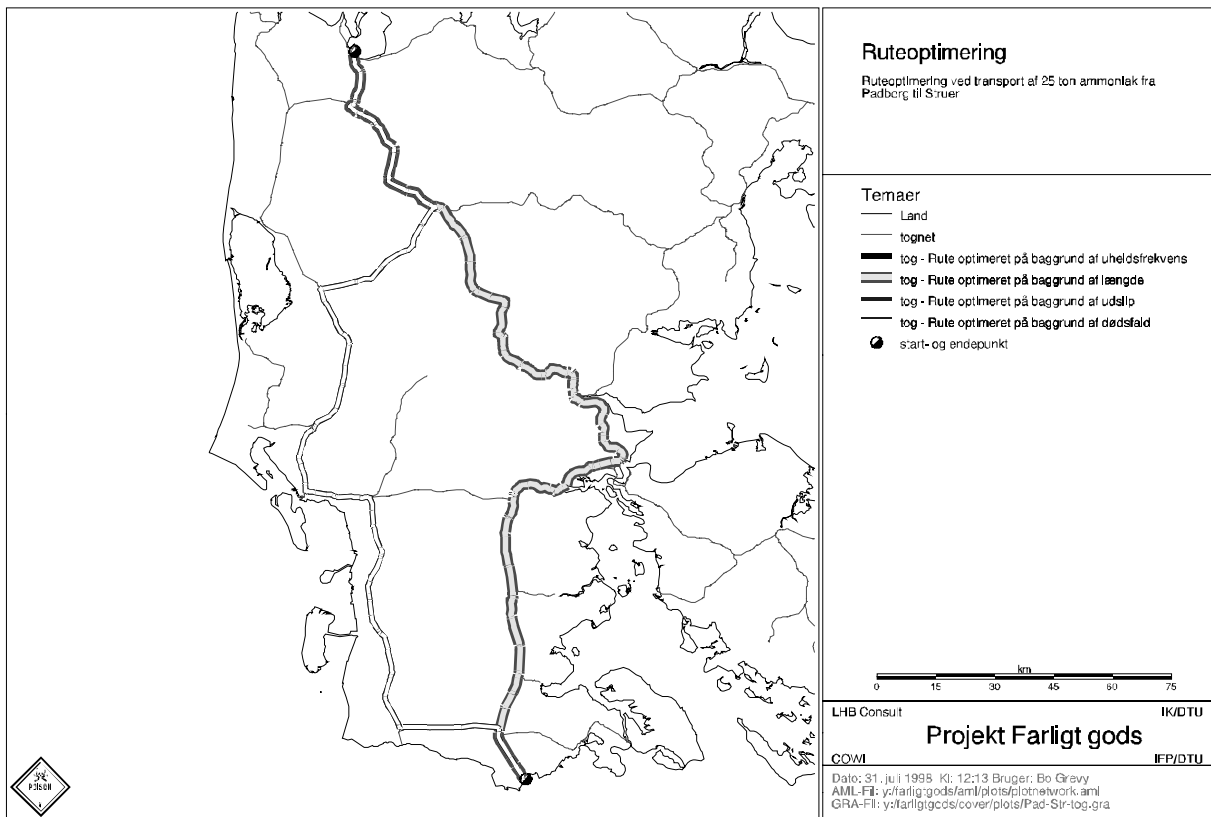 Ruteoptimering
Ruteoptimering ved transport af 25 ton ammoniak fra
Padborg til Struer
Temaer
Land
tognet
tog - Rute optimeret på baggrund af uheldsfrekvens
tog - Rute optimeret på baggrund af længde
tog - Rute optimeret på baggrund af udslip
tog - Rute optimeret på baggrund af dødsfald
start- og endepunkt
km
0 15 30 45 60 75
LHB Consult IK/DTU
Projekt Farligt gods
COWI IFP/DTU
Dato: 31. juli 1998 Kl: 12:13 Bruger: Bo Grevy
AML-Fil: y:/farligtgods/aml/plots/plotnetwork.aml
GRA-Fil: y:/farligtgods/cover/plots/Pad-Str-tog.gra
POISON